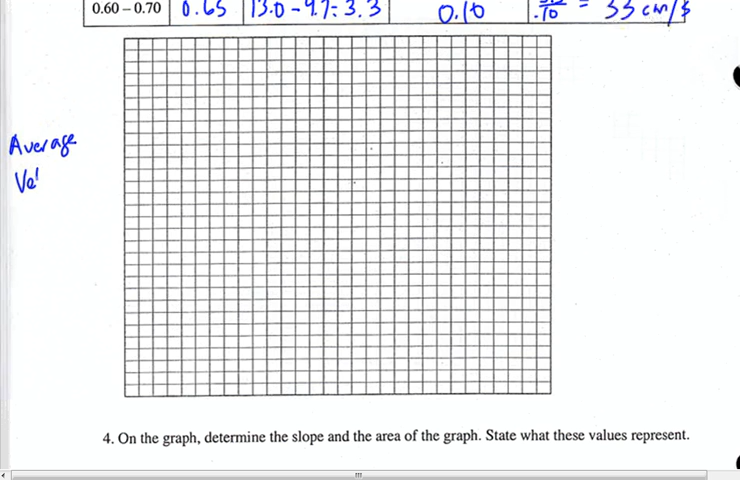 0.60 – 0.70 0.65 13.0 - 9.7 = 3.3 0.10 .10 = 33 cm/s
Average
Vel
4. On the graph, determine the slope and the area of the graph. State what these values represent.